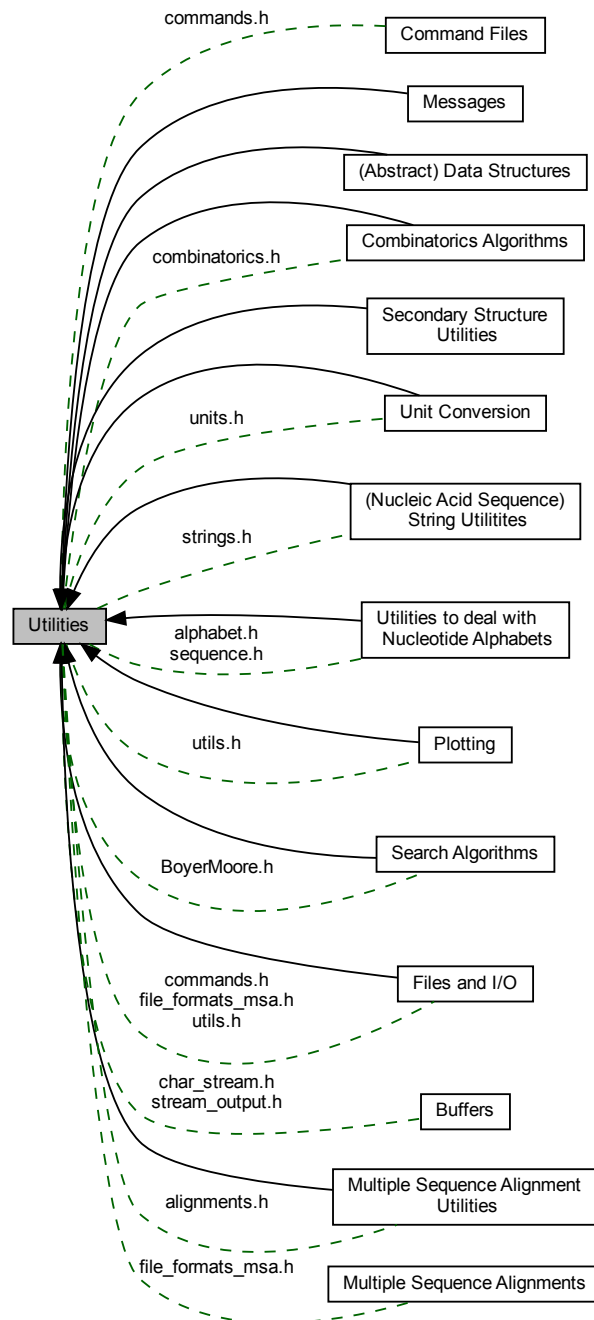 commands.h
Command Files
Messages
(Abstract) Data Structures
Combinatorics Algorithms
combinatorics.h
Secondary Structure
Utilities
Unit Conversion
units.h
(Nucleic Acid Sequence)
String Utilitites
strings.h
Utilities
Utilities to deal with
Nucleotide Alphabets
alphabet.h
sequence.h
Plotting
utils.h
Search Algorithms
BoyerMoore.h
Files and I/O
commands.h
file_formats_msa.h
utils.h
char_stream.h
stream_output.h
Buffers
Multiple Sequence Alignment
Utilities
alignments.h
file_formats_msa.h
Multiple Sequence Alignments